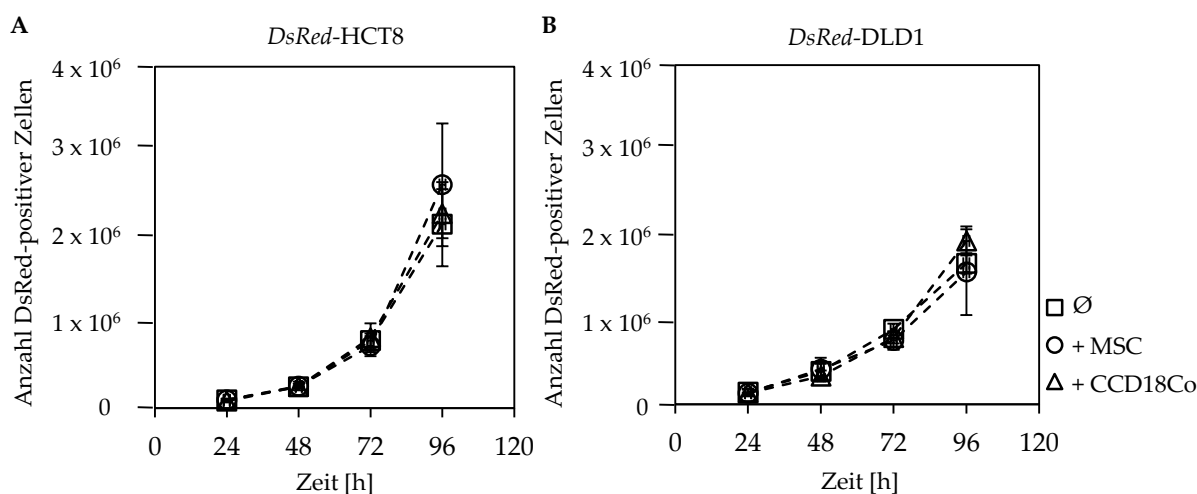 A
DsRed-HCT8
Anzahl DsRed-positiver Zellen
4 x 10⁶
3 x 10⁶
2 x 10⁶
1 x 10⁶
0
0 24 48 72 96 120
Zeit [h]
B
DsRed-DLD1
Anzahl DsRed-positiver Zellen
4 x 10⁶
3 x 10⁶
2 x 10⁶
1 x 10⁶
0
0 24 48 72 96 120
Zeit [h]
Ø
+ MSC
+ CCD18Co